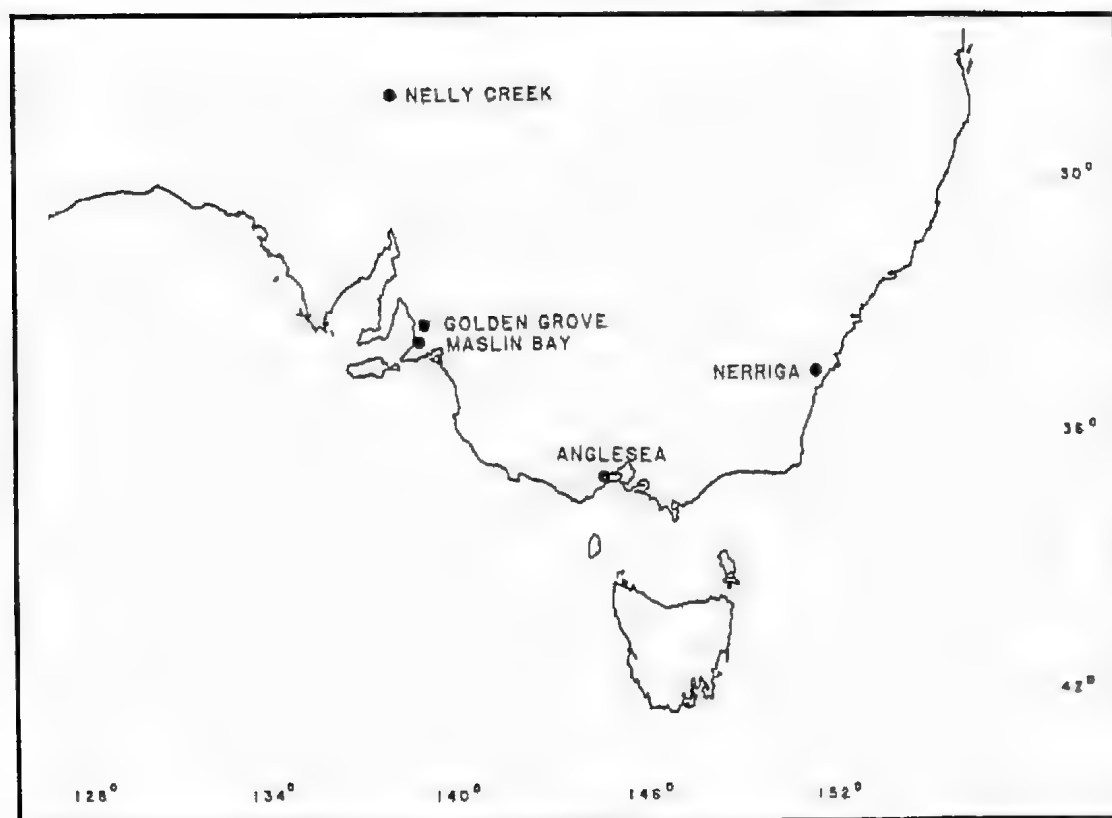 NELLY CREEK
30°
GOLDEN GROVE
MASLIN BAY
NERRIGA
36°
ANGLESEA
42°
128° 134° 140° 146° 152°